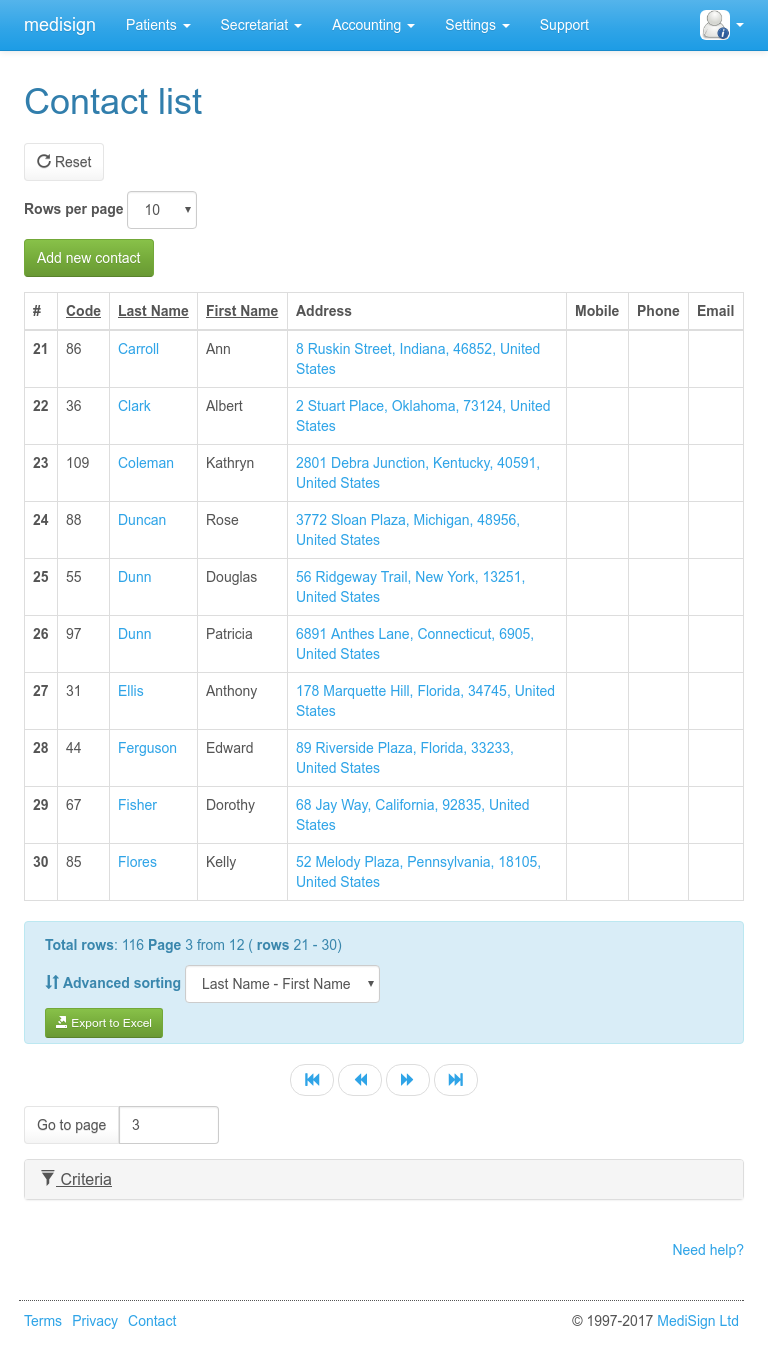 medisign Patients Secretariat Accounting Settings Support
Contact list
Reset
Rows per page 10
Add new contact
# Code Last Name First Name Address Mobile Phone Email
21 86 Carroll Ann 8 Ruskin Street, Indiana, 46852, United
States
22 36 Clark Albert 2 Stuart Place, Oklahoma, 73124, United
States
23 109 Coleman Kathryn 2801 Debra Junction, Kentucky, 40591,
United States
24 88 Duncan Rose 3772 Sloan Plaza, Michigan, 48956,
United States
25 55 Dunn Douglas 56 Ridgeway Trail, New York, 13251,
United States
26 97 Dunn Patricia 6891 Anthes Lane, Connecticut, 6905,
United States
27 31 Ellis Anthony 178 Marquette Hill, Florida, 34745, United
States
28 44 Ferguson Edward 89 Riverside Plaza, Florida, 33233,
United States
29 67 Fisher Dorothy 68 Jay Way, California, 92835, United
States
30 85 Flores Kelly 52 Melody Plaza, Pennsylvania, 18105,
United States
Total rows: 116 Page 3 from 12 ( rows 21 - 30)
Advanced sorting Last Name - First Name
Export to Excel
Go to page 3
Criteria
Need help?
Terms Privacy Contact © 1997-2017 MediSign Ltd